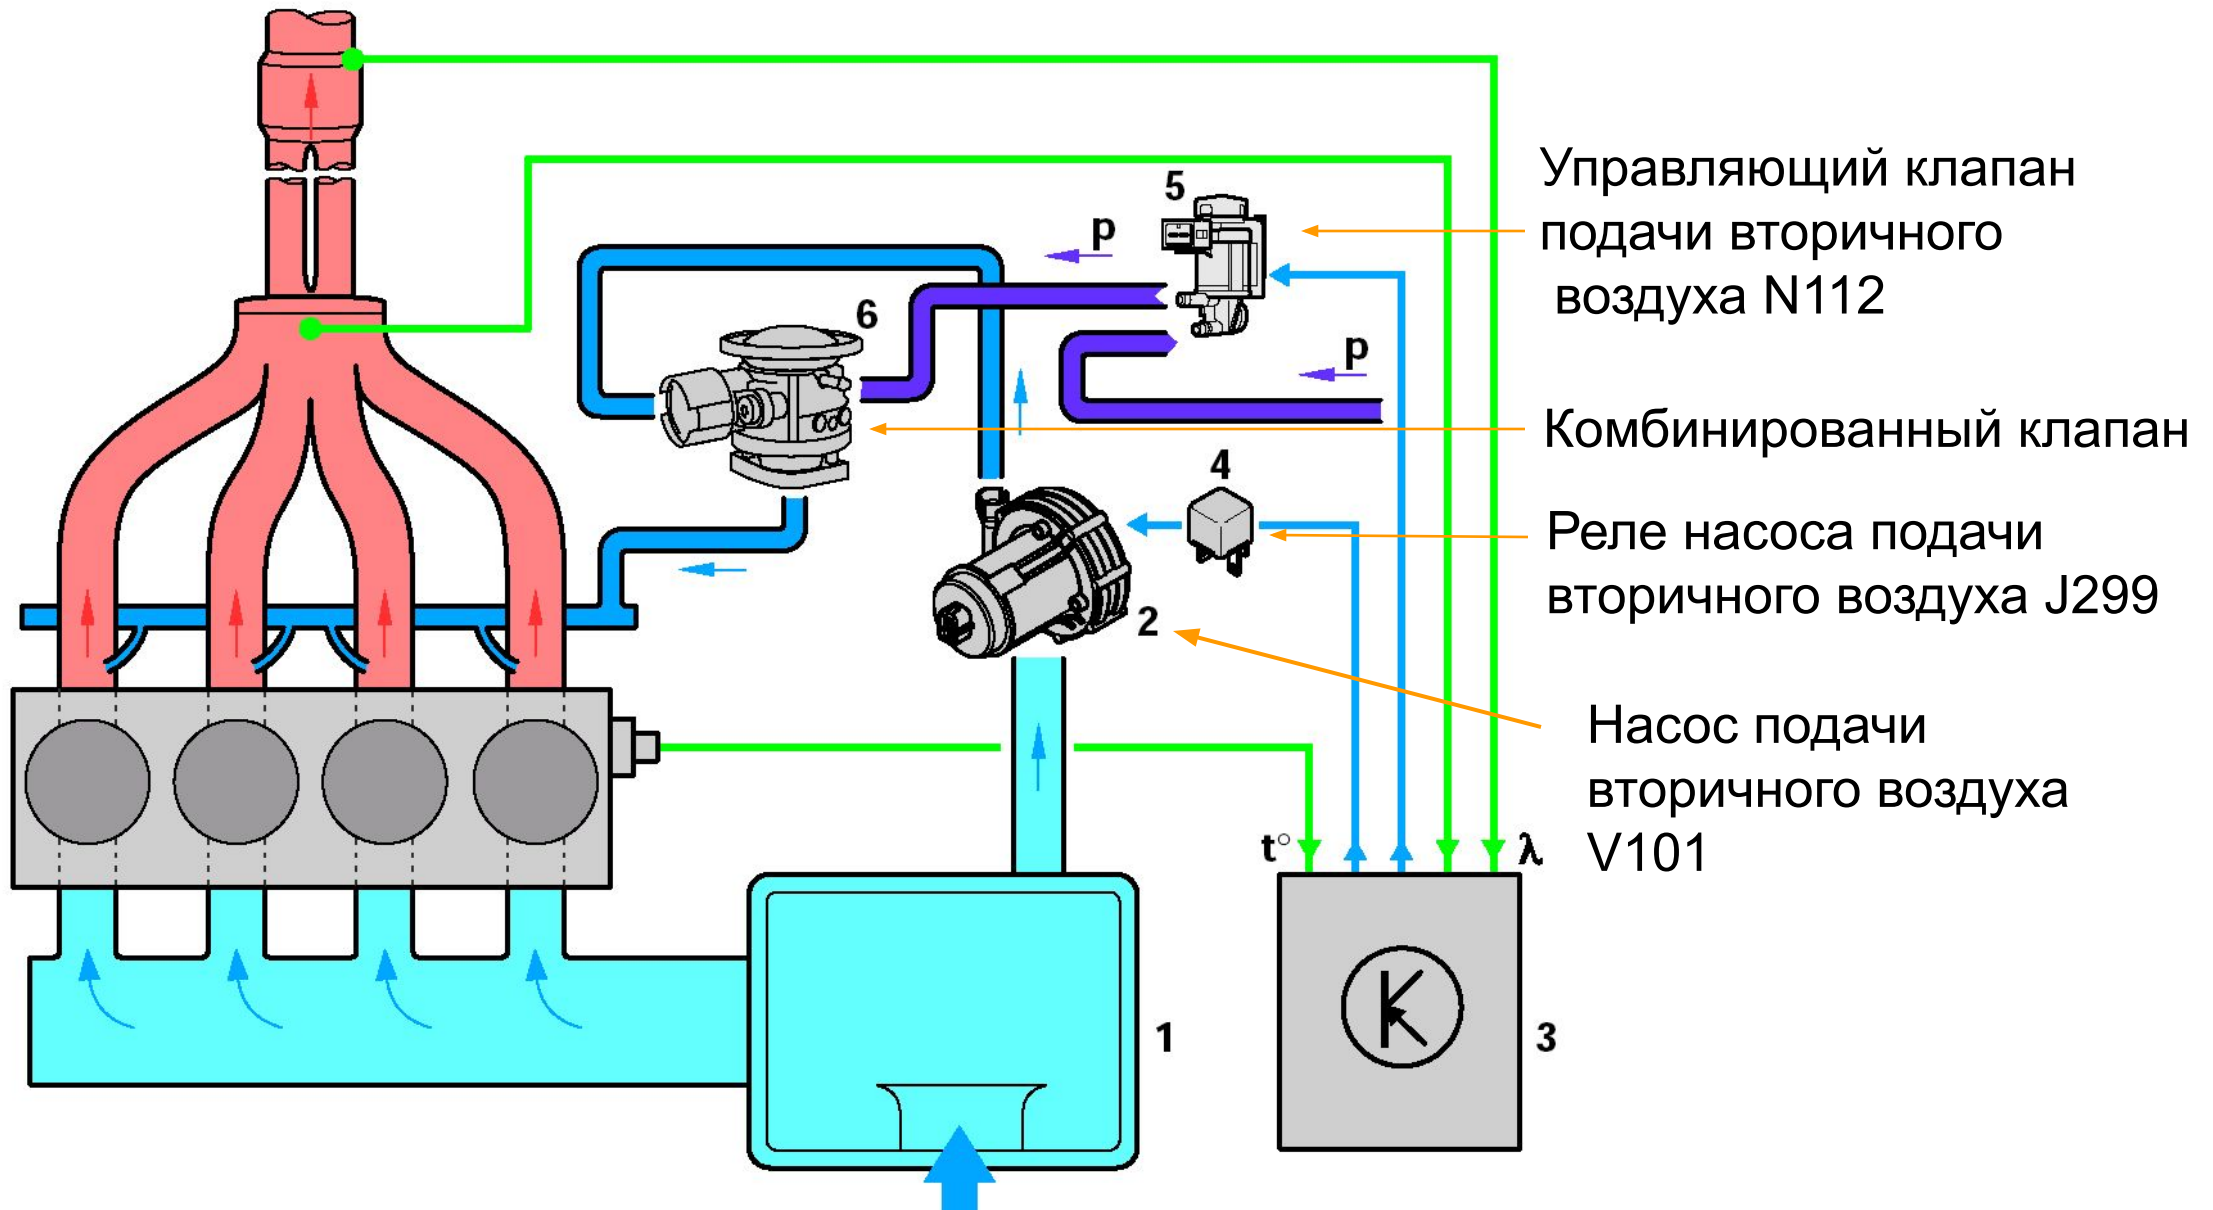 Управляющий клапан
подачи вторичного
воздуха N112
5
p
6
p
Комбинированный клапан
4
Реле насоса подачи
вторичного воздуха J299
2
Насос подачи
вторичного воздуха
V101
t° λ
1
3